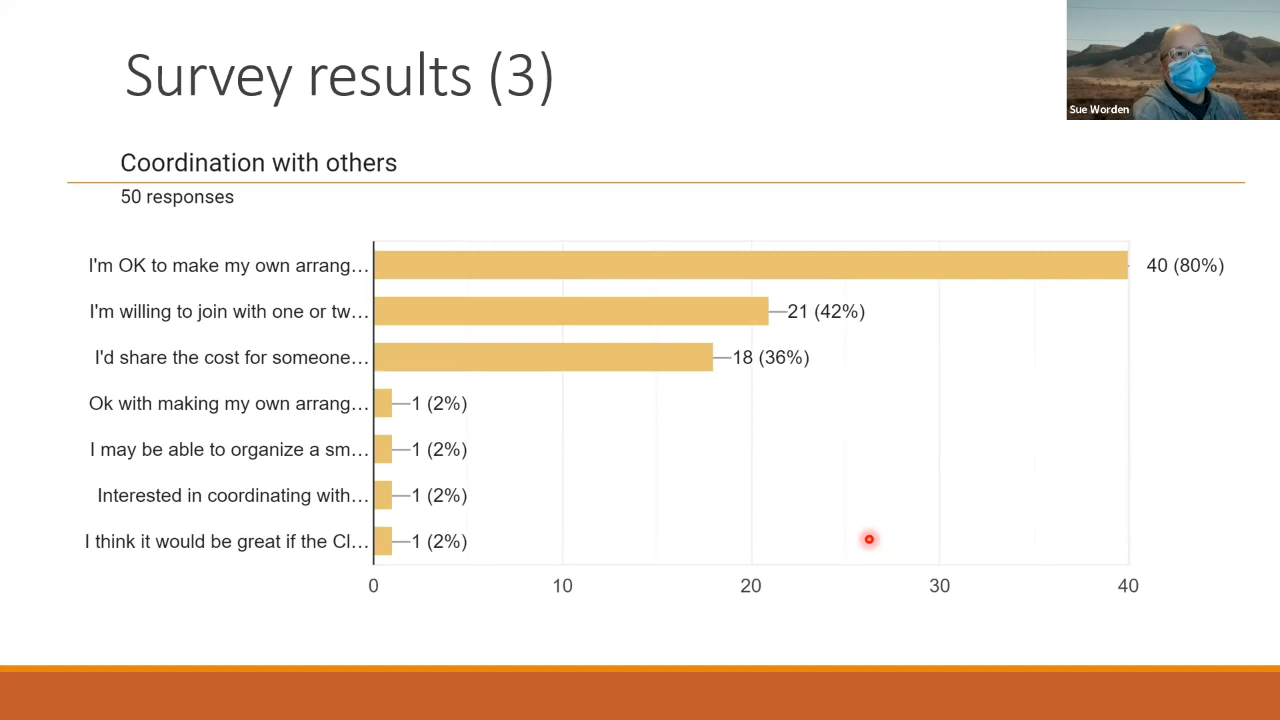 Survey results (3)
Sue Worden
Coordination with others
50 responses
I'm OK to make my own arrang… 40 (80%)
I'm willing to join with one or tw… 21 (42%)
I'd share the cost for someone… 18 (36%)
Ok with making my own arrang… 1 (2%)
I may be able to organize a sm… 1 (2%)
Interested in coordinating with… 1 (2%)
I think it would be great if the Cl… 1 (2%)
0 10 20 30 40